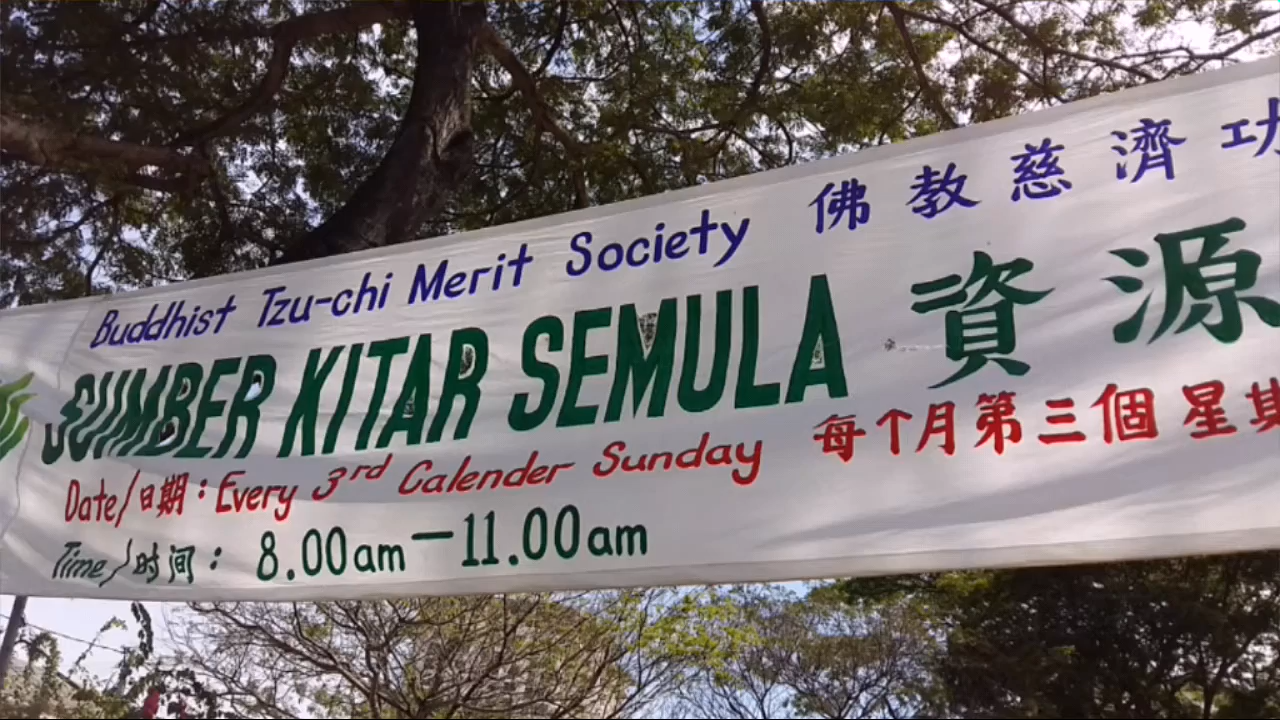 Buddhist Tzu-chi Merit Society 佛教慈濟功
SUMBER KITAR SEMULA 資源
Date/日期：Every 3rd Calender Sunday 每个月第三個星期
Time/时间： 8.00am－11.00am